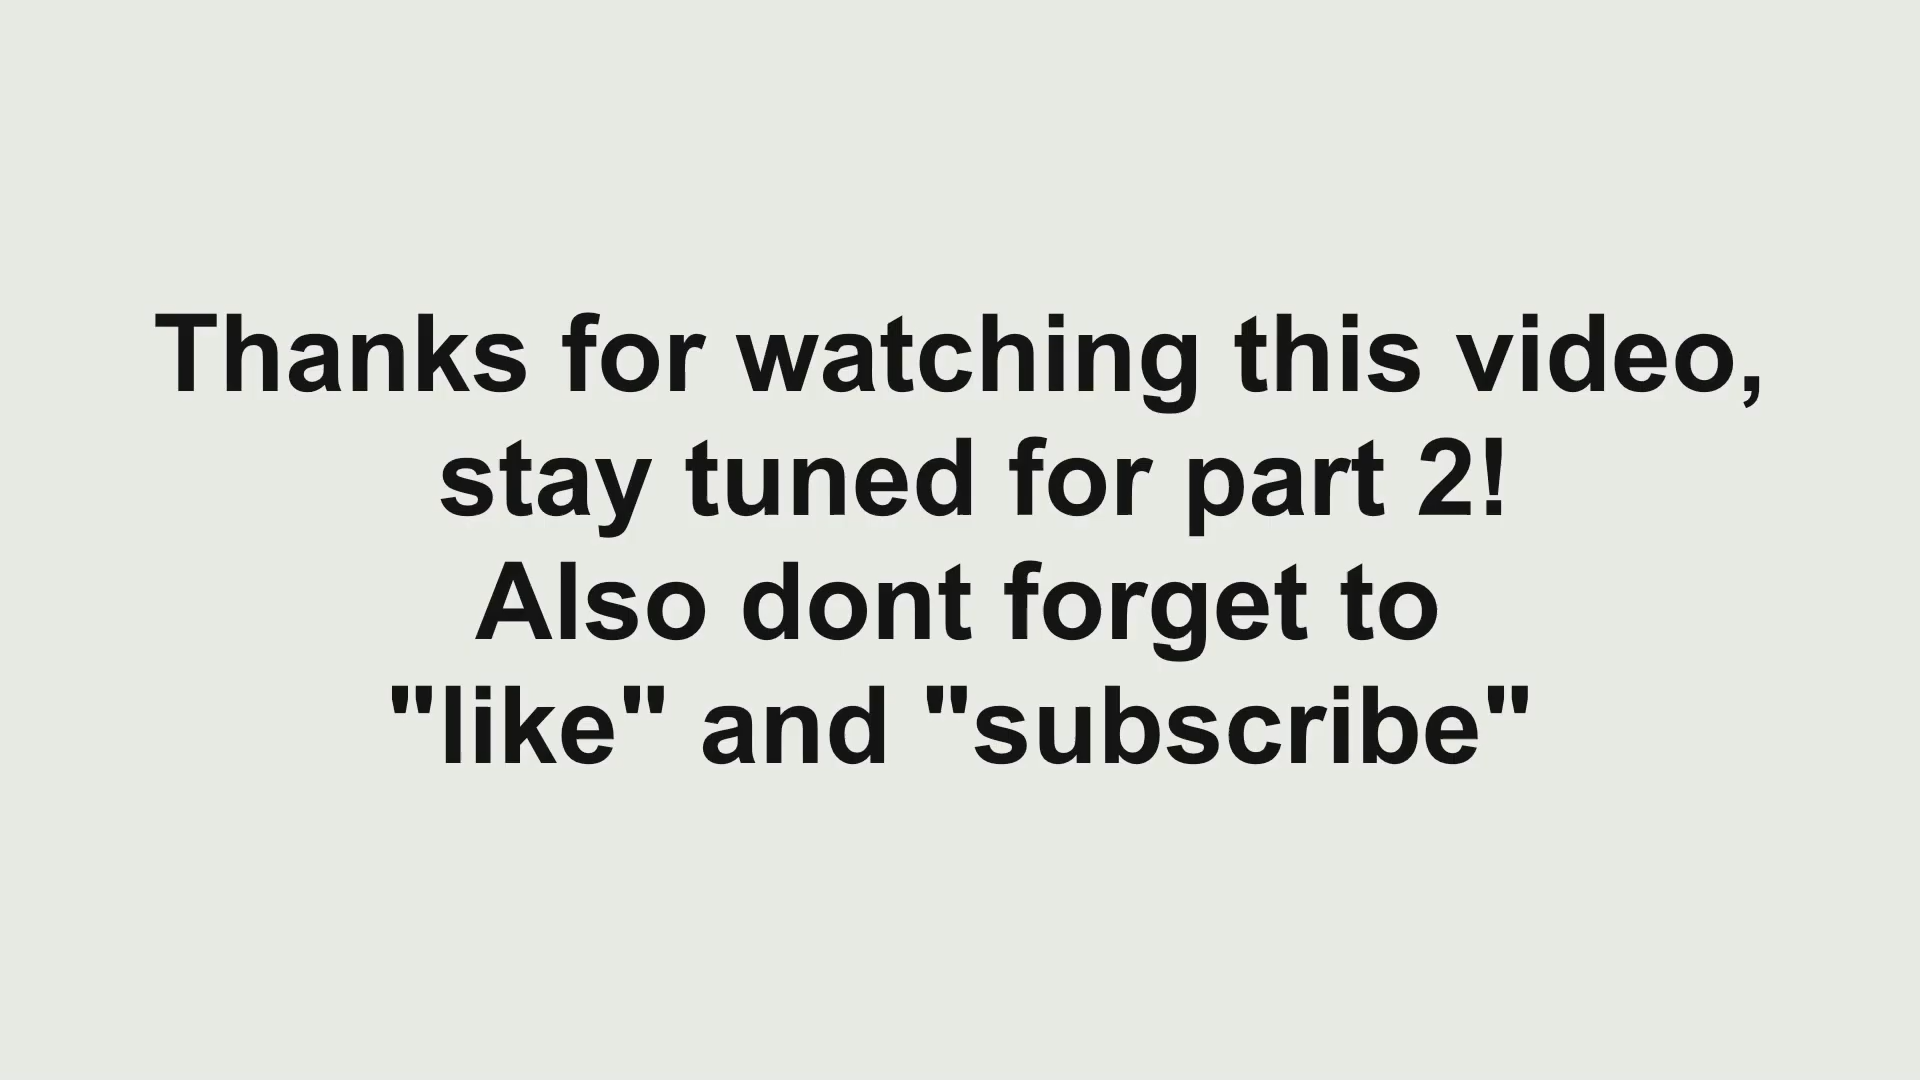 Thanks for watching this video,
stay tuned for part 2!
Also dont forget to
"like" and "subscribe"